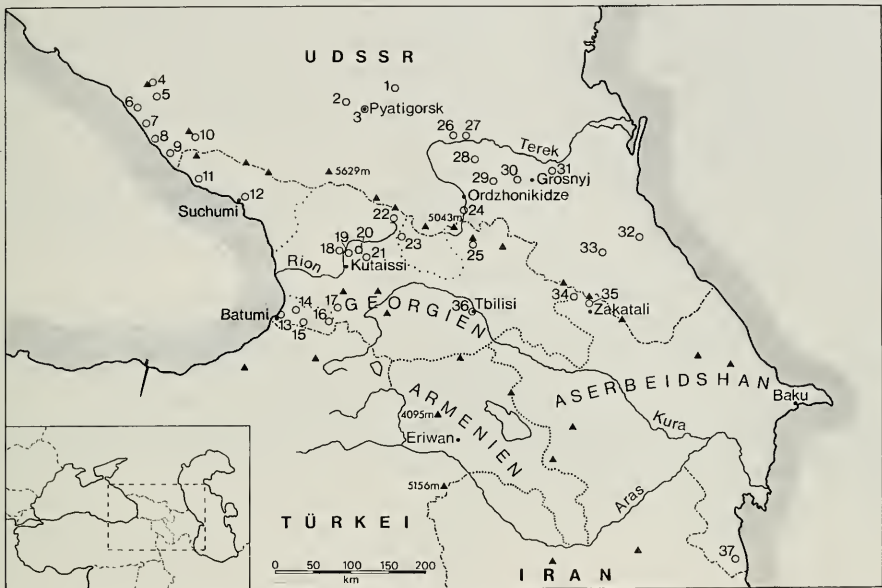 UDSSR
4
5
6
1
2
3 Pyatigorsk
7
8
10
9
26 27
Terek
28
31
30
29
Grosnyj
5629m
11
Ordzhonikidze
12
Suchumi
24
22
5043m
32
20
19
23
25
33
18
21
Rion
Kutaissi
34
35
14
17
GEORGIEN
36 Tbilisi
Zakatali
Batumi
13
16
15
ARMENIEN
ASERBEIDSHAN
Baku
4095m
Kura
Eriwan
5156m
Aras
TÜRKEI
37
0 50 100 150 200
km
IRAN